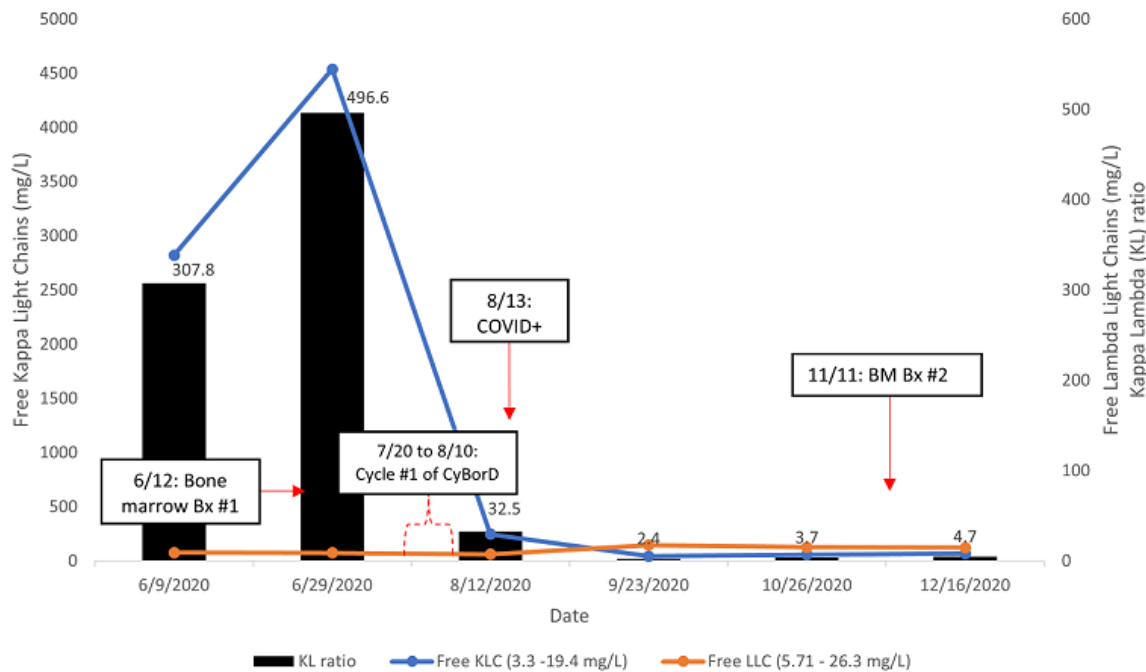 5000
4500
4000
3500
3000
2500
2000
1500
1000
500
0
Free Kappa Light Chains (mg/L)
600
500
400
300
200
100
0
Free Lambda Light Chains (mg/L)
Kappa Lambda (KL) ratio
307.8
496.6
32.5
2.4
3.7
4.7
6/12: Bone
marrow Bx #1
7/20 to 8/10:
Cycle #1 of CyBorD
8/13:
COVID+
11/11: BM Bx #2
6/9/2020
6/29/2020
8/12/2020
9/23/2020
10/26/2020
12/16/2020
Date
KL ratio
Free KLC (3.3 -19.4 mg/L)
Free LLC (5.71 - 26.3 mg/L)